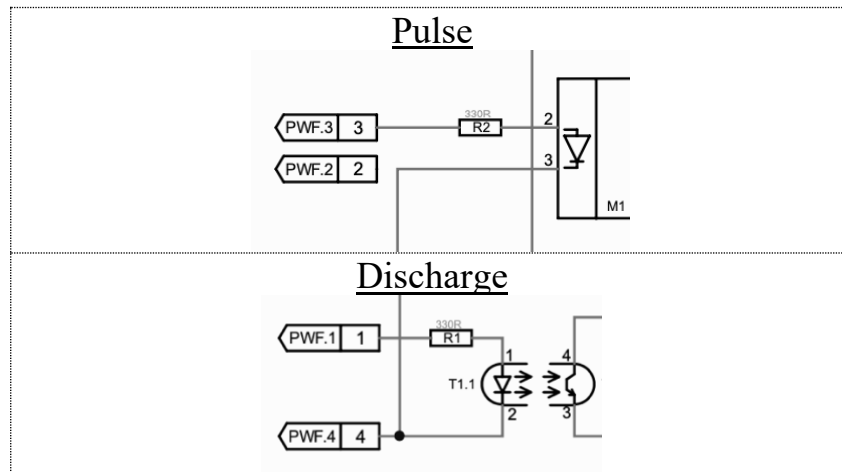 Pulse
330R
PWF.3 3 R2 2
PWF.2 2 3
M1
Discharge
330R
PWF.1 1 R1
1 4
T1.1
2 3
PWF.4 4